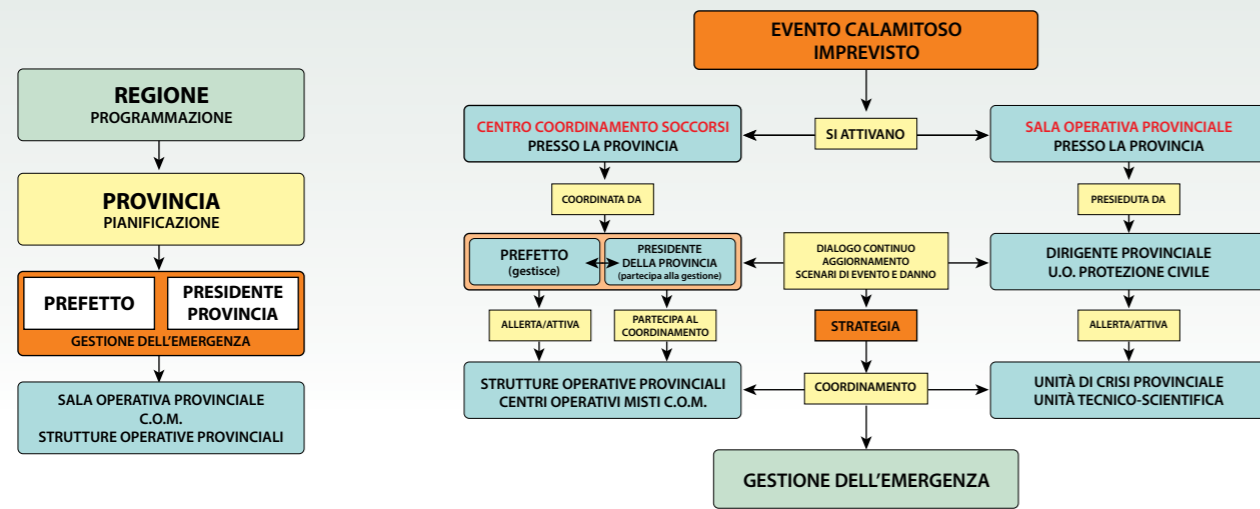 REGIONE
PROGRAMMAZIONE
PROVINCIA
PIANIFICAZIONE
PREFETTO
PRESIDENTE
PROVINCIA
GESTIONE DELL'EMERGENZA
SALA OPERATIVA PROVINCIALE
C.O.M.
STRUTTURE OPERATIVE PROVINCIALI
EVENTO CALAMITOSO
IMPREVISTO
CENTRO COORDINAMENTO SOCCORSI
PRESSO LA PROVINCIA
SI ATTIVANO
SALA OPERATIVA PROVINCIALE
PRESSO LA PROVINCIA
COORDINATA DA
PRESIEDUTA DA
PREFETTO
(gestisce)
PRESIDENTE
DELLA PROVINCIA
(partecipa alla gestione)
DIALOGO CONTINUO
AGGIORNAMENTO
SCENARI DI EVENTO E DANNO
DIRIGENTE PROVINCIALE
U.O. PROTEZIONE CIVILE
ALLERTA/ATTIVA
PARTECIPA AL
COORDINAMENTO
STRATEGIA
ALLERTA/ATTIVA
STRUTTURE OPERATIVE PROVINCIALI
CENTRI OPERATIVI MISTI C.O.M.
COORDINAMENTO
UNITÀ DI CRISI PROVINCIALE
UNITÀ TECNICO-SCIENTIFICA
GESTIONE DELL'EMERGENZA